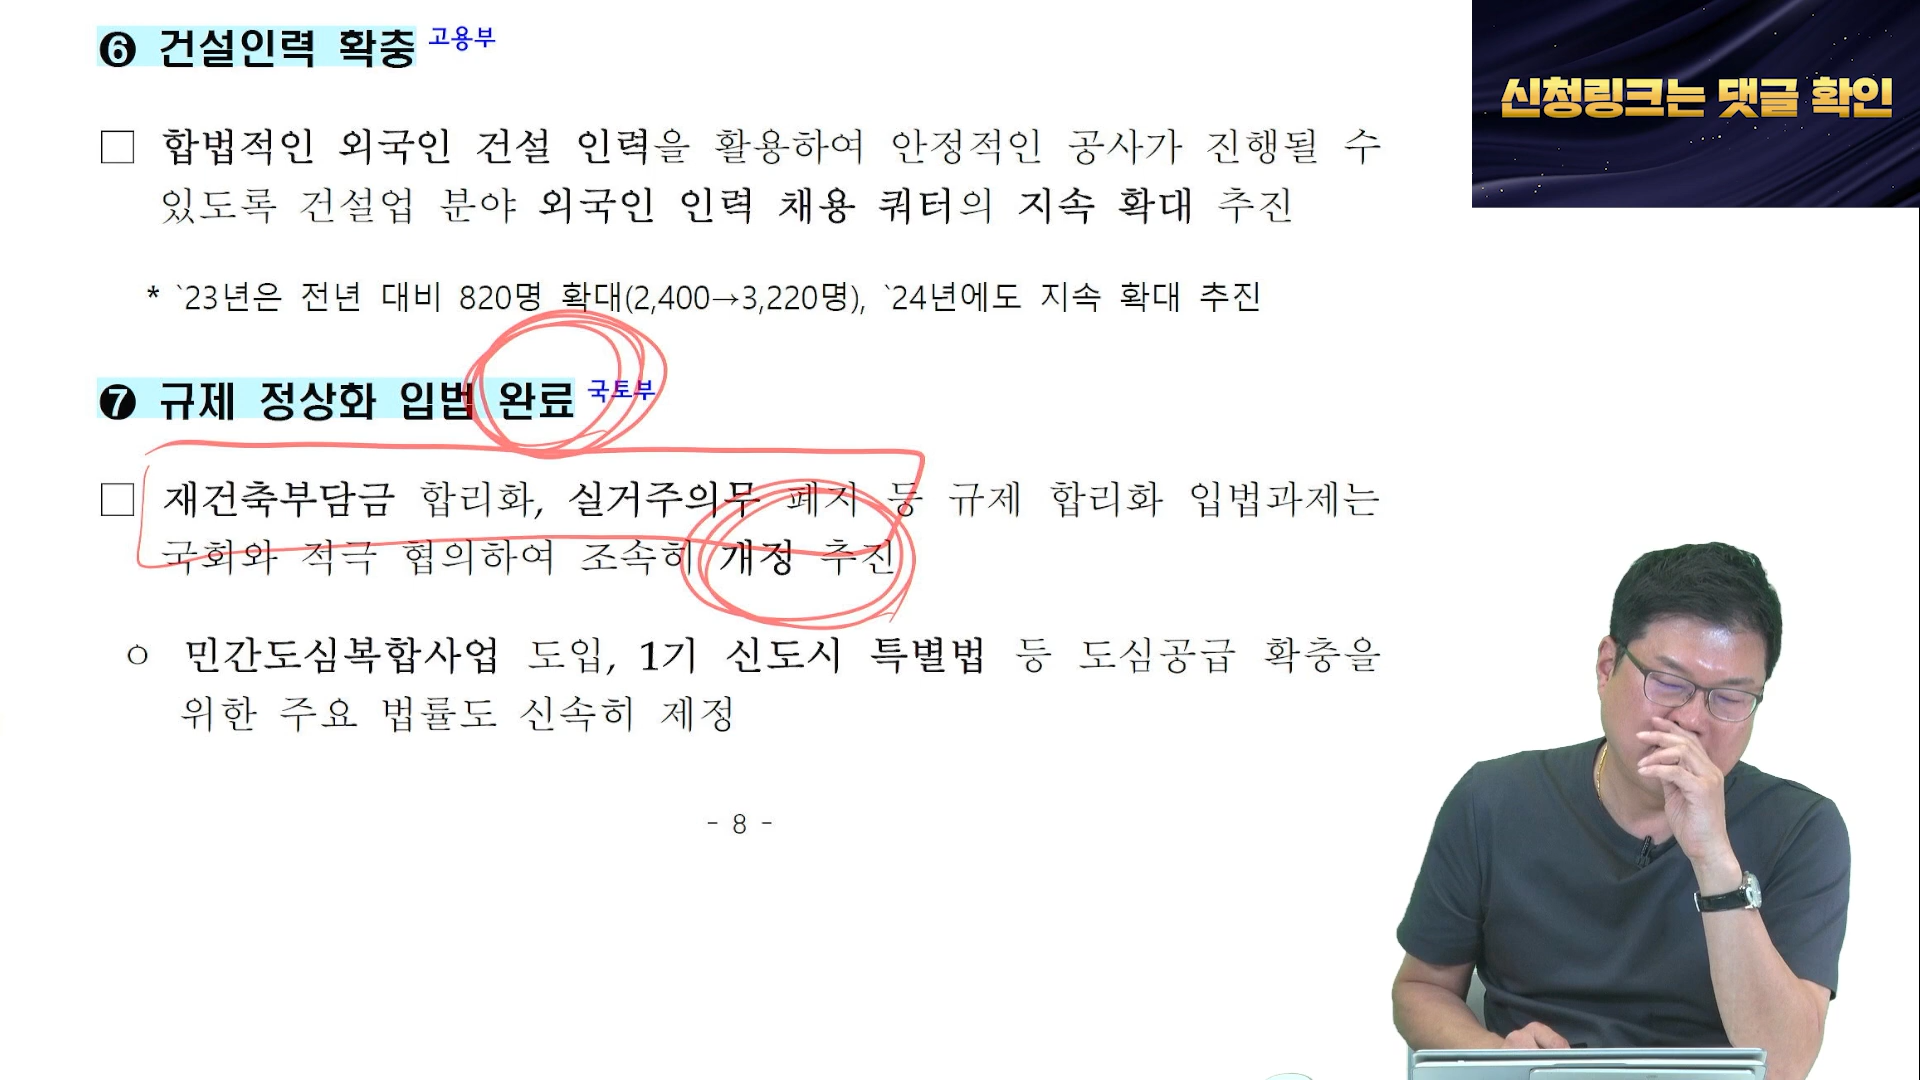 ❻ 건설인력 확충 고용부
신청링크는 댓글 확인
□ 합법적인 외국인 건설 인력을 활용하여 안정적인 공사가 진행될 수
있도록 건설업 분야 외국인 인력 채용 쿼터의 지속 확대 추진
* `23년은 전년 대비 820명 확대(2,400→3,220명), `24년에도 지속 확대 추진
❼ 규제 정상화 입법 완료 국토부
□ 재건축부담금 합리화, 실거주의무 폐지 등 규제 합리화 입법과제는
국회와 적극 협의하여 조속히 개정 추진
ㅇ 민간도심복합사업 도입, 1기 신도시 특별법 등 도심공급 확충을
위한 주요 법률도 신속히 제정
- 8 -